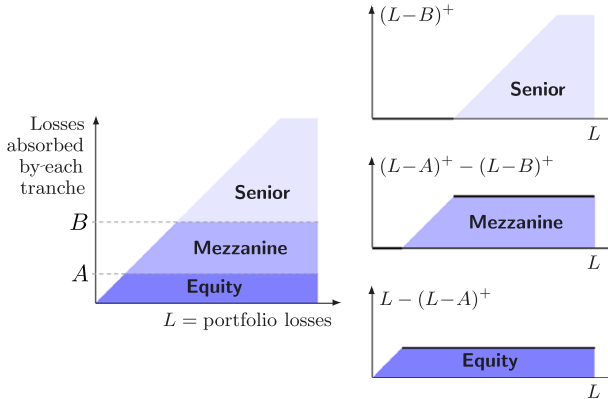 Losses
absorbed
by-each
tranche
B
A
Senior
Mezzanine
Equity
L = portfolio losses
(L−B)⁺
Senior
L
(L−A)⁺ − (L−B)⁺
Mezzanine
L
L − (L−A)⁺
Equity
L